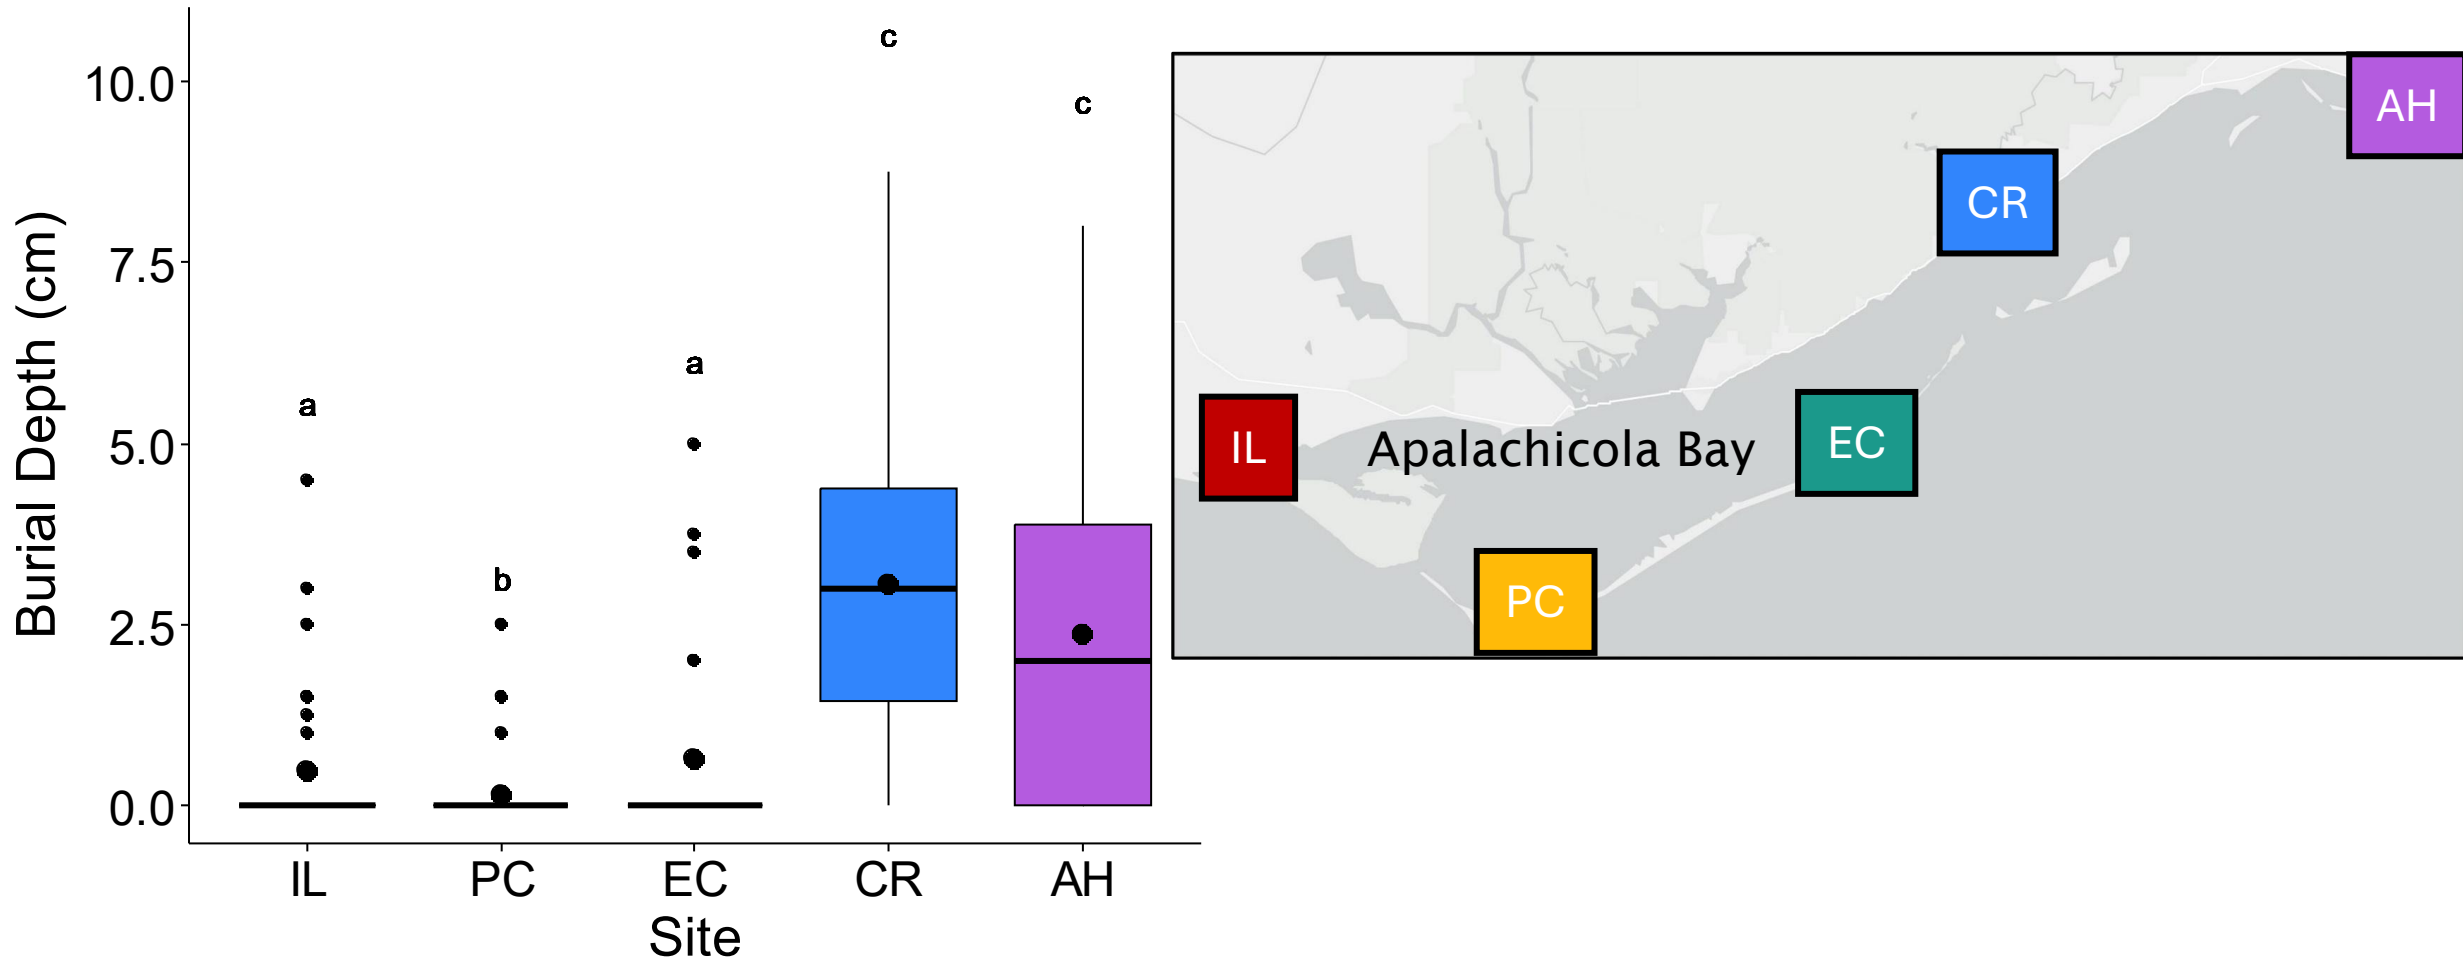 Burial Depth (cm)
10.0
7.5
5.0
2.5
0.0
a
b
a
c
c
IL PC EC CR AH
Site
AH
CR
IL
Apalachicola Bay
EC
PC